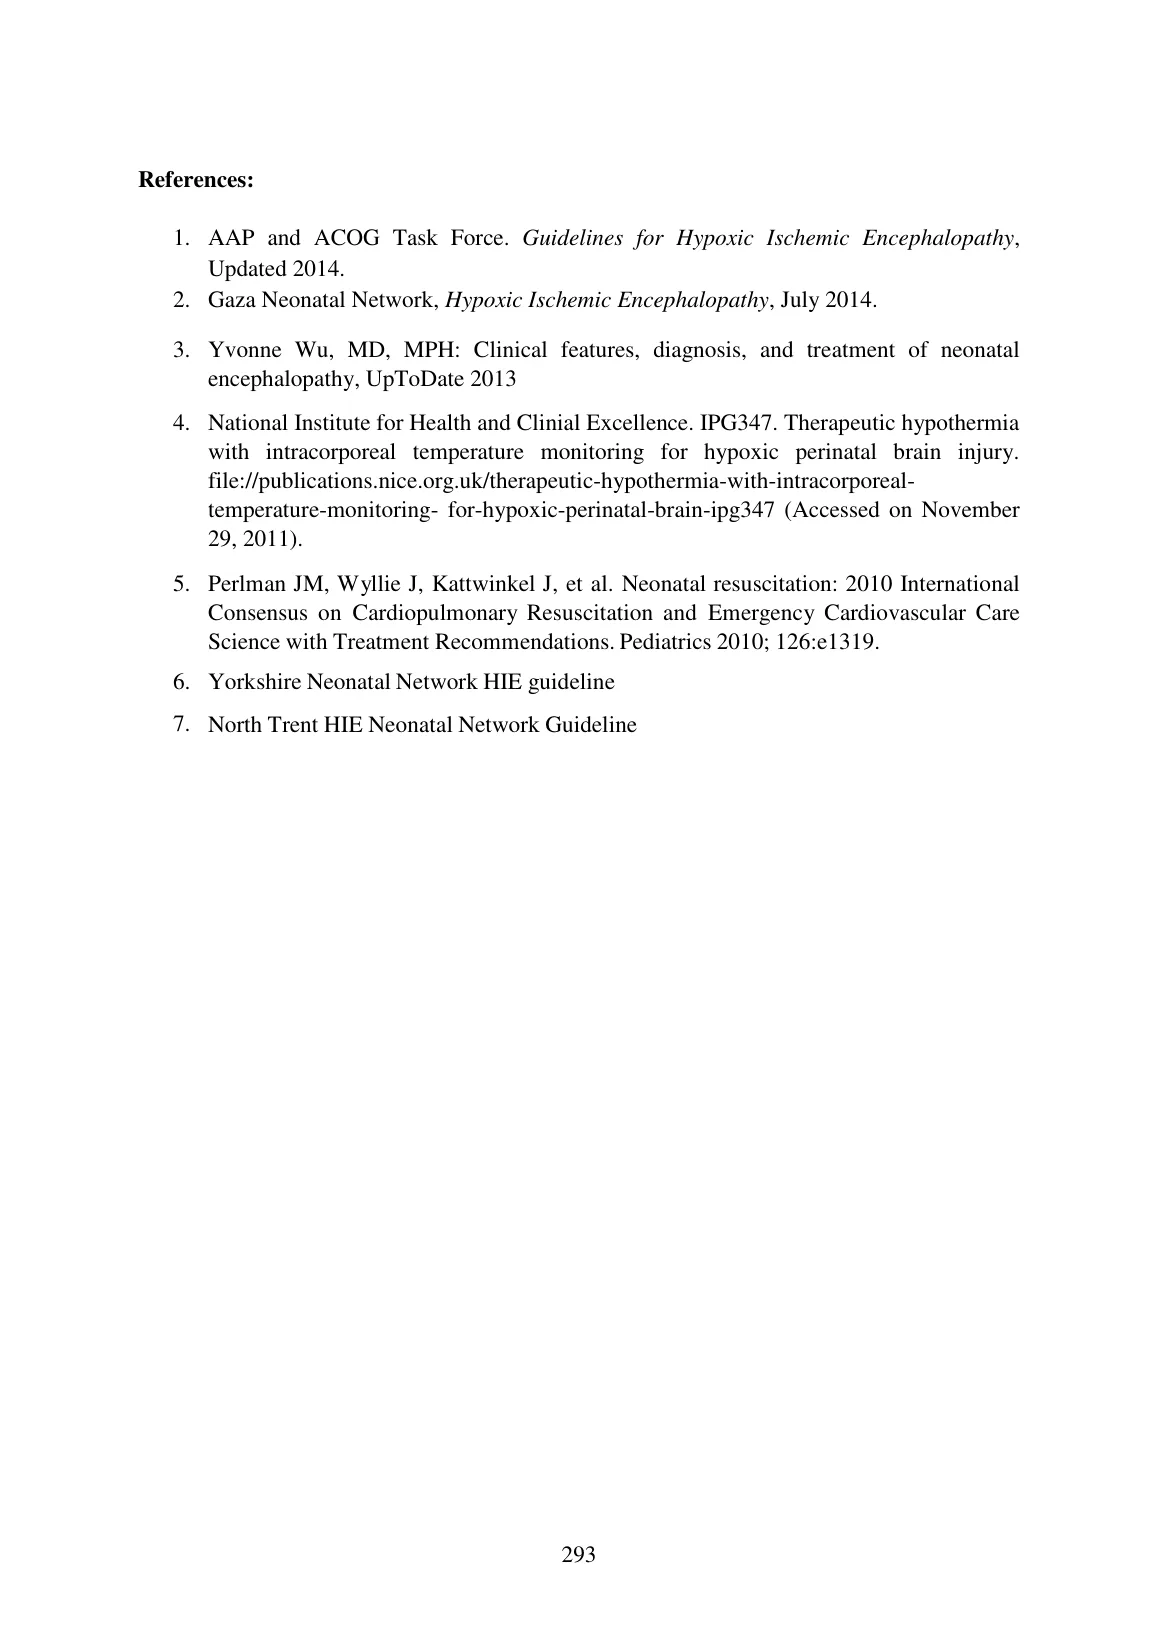 References:
1. AAP and ACOG Task Force. Guidelines for Hypoxic Ischemic Encephalopathy,
Updated 2014.
2. Gaza Neonatal Network, Hypoxic Ischemic Encephalopathy, July 2014.
3. Yvonne Wu, MD, MPH: Clinical features, diagnosis, and treatment of neonatal
encephalopathy, UpToDate 2013
4. National Institute for Health and Clinial Excellence. IPG347. Therapeutic hypothermia
with intracorporeal temperature monitoring for hypoxic perinatal brain injury.
file://publications.nice.org.uk/therapeutic-hypothermia-with-intracorporeal-
temperature-monitoring- for-hypoxic-perinatal-brain-ipg347 (Accessed on November
29, 2011).
5. Perlman JM, Wyllie J, Kattwinkel J, et al. Neonatal resuscitation: 2010 International
Consensus on Cardiopulmonary Resuscitation and Emergency Cardiovascular Care
Science with Treatment Recommendations. Pediatrics 2010; 126:e1319.
6. Yorkshire Neonatal Network HIE guideline
7. North Trent HIE Neonatal Network Guideline
293